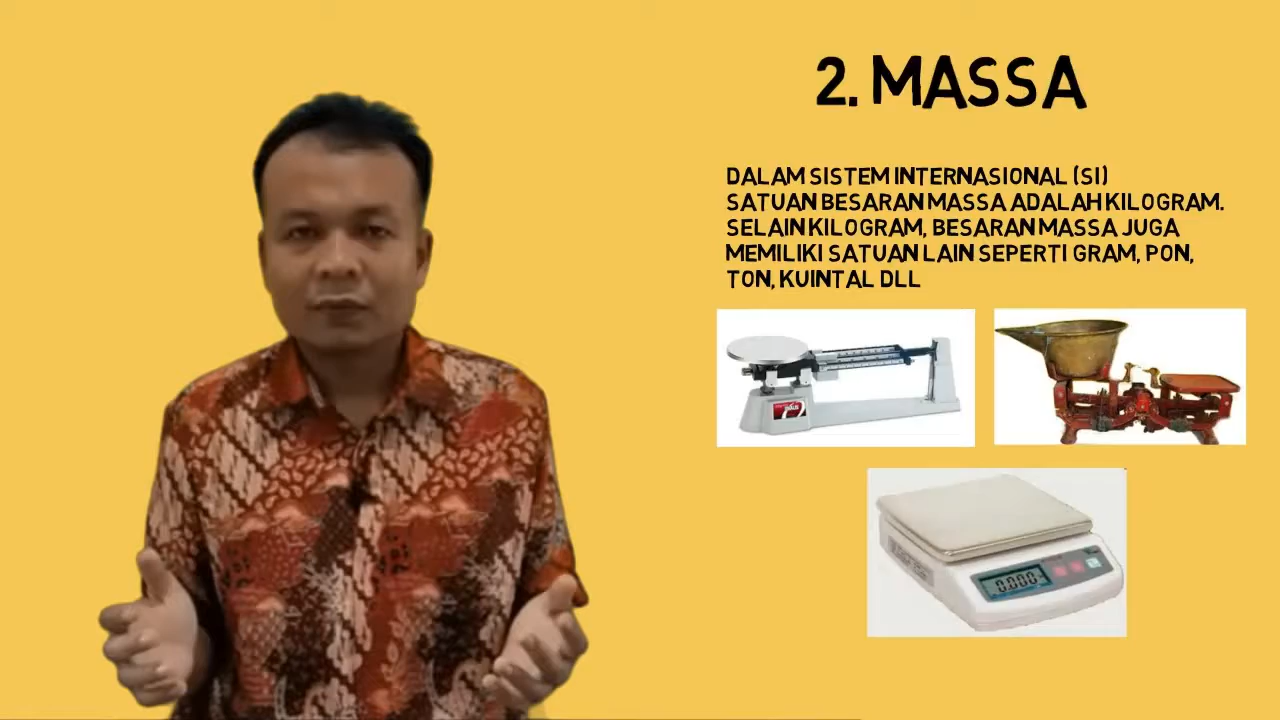 2. MASSA
DALAM SISTEM INTERNASIONAL (SI)
SATUAN BESARAN MASSA ADALAH KILOGRAM.
SELAIN KILOGRAM, BESARAN MASSA JUGA
MEMILIKI SATUAN LAIN SEPERTI GRAM, PON,
TON, KUINTAL DLL
0.000